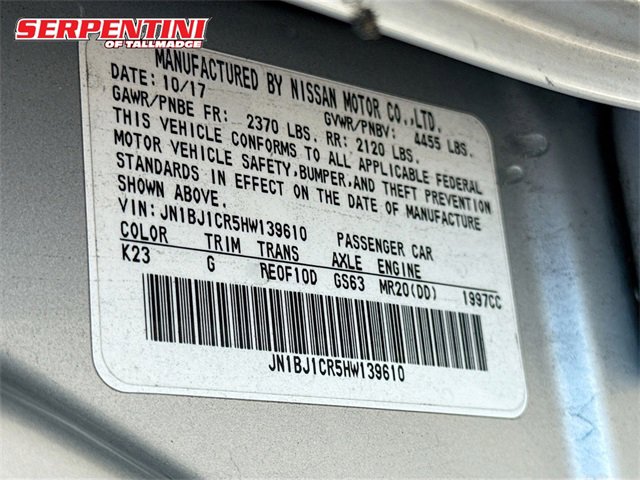 SERPENTINI
OF TALLMADGE
MANUFACTURED BY NISSAN MOTOR CO.,LTD.
DATE: 10/17 GVWR/PNBV: 4455 LBS.
GAWR/PNBE FR: 2370 LBS. RR: 2120 LBS.
THIS VEHICLE CONFORMS TO ALL APPLICABLE FEDERAL
MOTOR VEHICLE SAFETY,BUMPER,AND THEFT PREVENTION
STANDARDS IN EFFECT ON THE DATE OF MANUFACTURE
SHOWN ABOVE.
VIN: JN1BJ1CR5HW139610 PASSENGER CAR
COLOR TRIM TRANS AXLE ENGINE
K23 G RE0F10D GS63 MR20(DD) 1997CC
JN1BJ1CR5HW139610